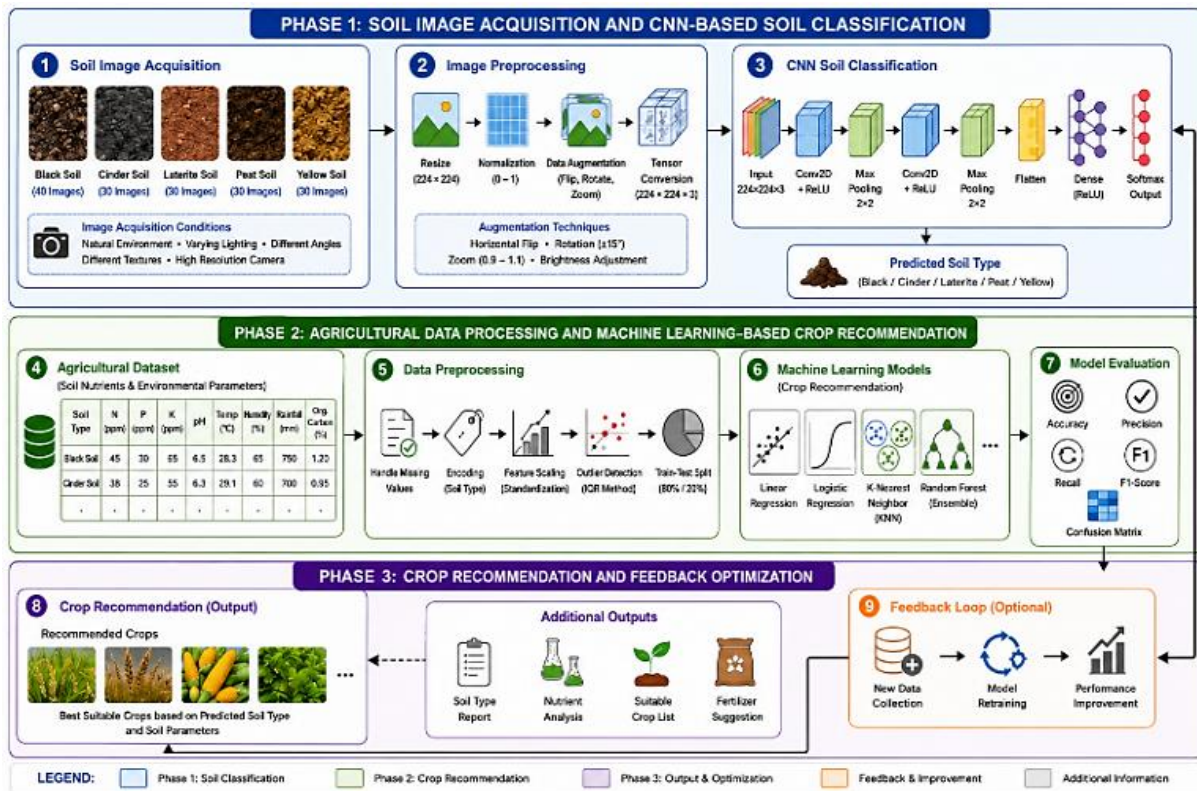 PHASE 1: SOIL IMAGE ACQUISITION AND CNN-BASED SOIL CLASSIFICATION
1 Soil Image Acquisition
Black Soil
(40 Images)
Cinder Soil
(30 Images)
Laterite Soil
(30 Images)
Peat Soil
(30 Images)
Yellow Soil
(30 Images)
Image Acquisition Conditions
Natural Environment • Varying Lighting • Different Angles
Different Textures • High Resolution Camera
2 Image Preprocessing
Resize
(224 × 224)
Normalization
(0 – 1)
Data Augmentation
(Flip, Rotate,
Zoom)
Tensor
Conversion
(224 × 224 × 3)
Augmentation Techniques
Horizontal Flip • Rotation (±15°)
Zoom (0.9 – 1.1) • Brightness Adjustment
3 CNN Soil Classification
Input
224×224×3
Conv2D
+ ReLU
Max
Pooling
2×2
Conv2D
+ ReLU
Max
Pooling
2×2
Flatten
Dense
(ReLU)
Softmax
Output
Predicted Soil Type
(Black / Cinder / Laterite / Peat / Yellow)
PHASE 2: AGRICULTURAL DATA PROCESSING AND MACHINE LEARNING–BASED CROP RECOMMENDATION
4 Agricultural Dataset
(Soil Nutrients & Environmental Parameters)
Soil Type N (ppm) P (ppm) K (ppm) pH Temp (°C) Humidity (%) Rainfall (mm) Org. Carbon (%)
Black Soil 45 30 65 6.5 28.3 65 750 1.20
Cinder Soil 38 25 55 6.3 29.1 60 700 0.95
. . . . . . . . .
5 Data Preprocessing
Handle Missing
Values
Encoding
(Soil Type)
Feature Scaling
(Standardization)
Outlier Detection
(IQR Method)
Train-Test Split
(80% / 20%)
6 Machine Learning Models
(Crop Recommendation)
Linear
Regression
Logistic
Regression
K-Nearest
Neighbor
(KNN)
Random Forest
(Ensemble)
...
7 Model Evaluation
Accuracy
Precision
Recall
F1
F1-Score
Confusion Matrix
PHASE 3: CROP RECOMMENDATION AND FEEDBACK OPTIMIZATION
8 Crop Recommendation (Output)
Recommended Crops
...
Best Suitable Crops based on Predicted Soil Type
and Soil Parameters
Additional Outputs
Soil Type
Report
Nutrient
Analysis
Suitable
Crop List
Fertilizer
Suggestion
9 Feedback Loop (Optional)
New Data
Collection
Model
Retraining
Performance
Improvement
LEGEND:
Phase 1: Soil Classification
Phase 2: Crop Recommendation
Phase 3: Output & Optimization
Feedback & Improvement
Additional Information